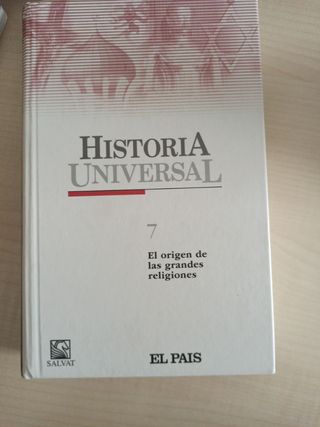 HISTORIA
UNIVERSAL
7
El origen de
las grandes
religiones
SALVAT
EL PAIS